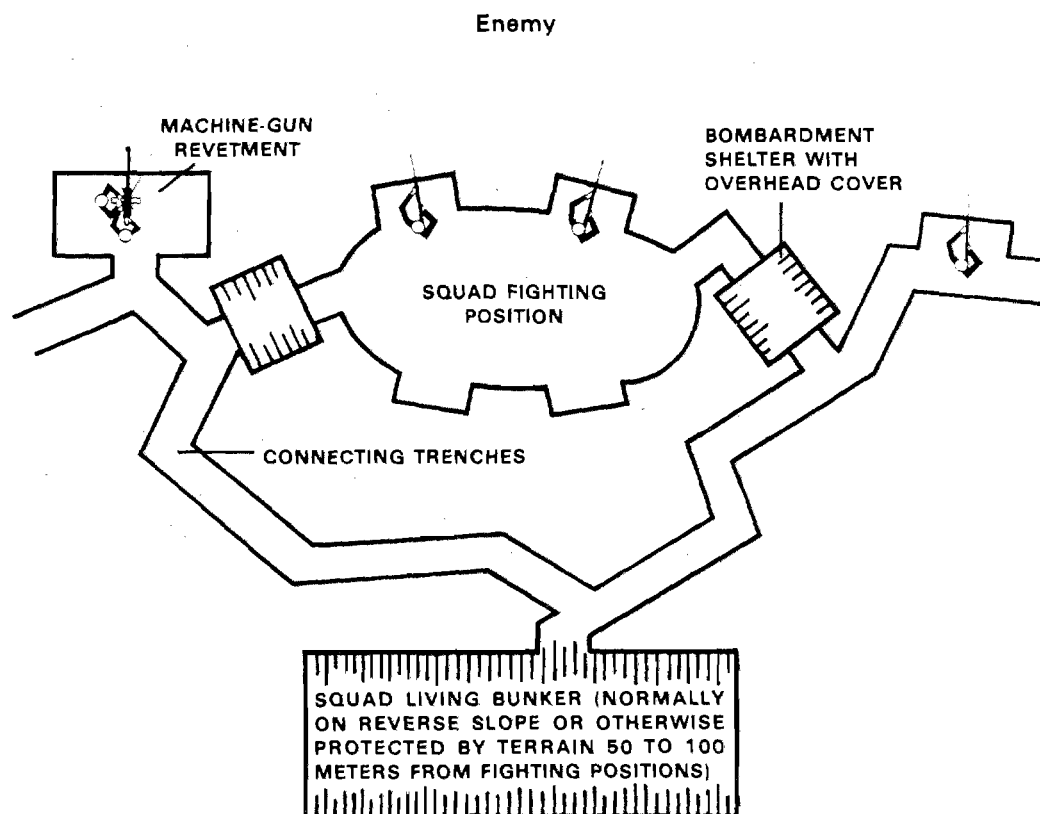 Enemy
MACHINE-GUN
REVETMENT
BOMBARDMENT
SHELTER WITH
OVERHEAD COVER
SQUAD FIGHTING
POSITION
CONNECTING TRENCHES
SQUAD LIVING BUNKER (NORMALLY
ON REVERSE SLOPE OR OTHERWISE
PROTECTED BY TERRAIN 50 TO 100
METERS FROM FIGHTING POSITIONS)